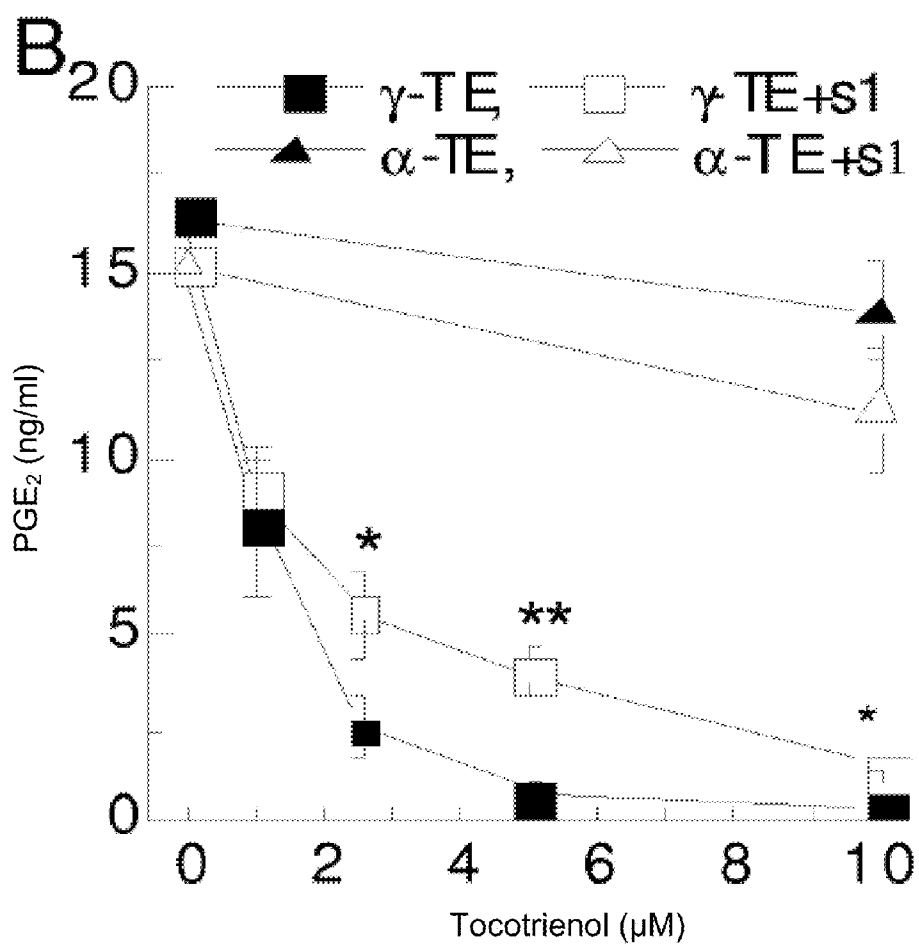 B
γ-TE, γ-TE+s1
α-TE, α-TE+s1
20
15
10
5
0
PGE₂ (ng/ml)
*
**
*
0 2 4 6 8 10
Tocotrienol (µM)